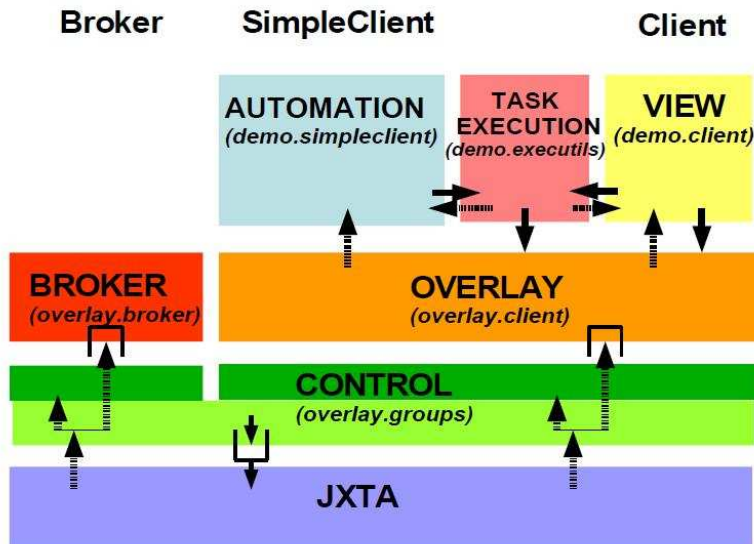 Broker
SimpleClient
Client
AUTOMATION
(demo.simpleclient)
TASK
EXECUTION
(demo.executils)
VIEW
(demo.client)
BROKER
(overlay.broker)
OVERLAY
(overlay.client)
CONTROL
(overlay.groups)
JXTA